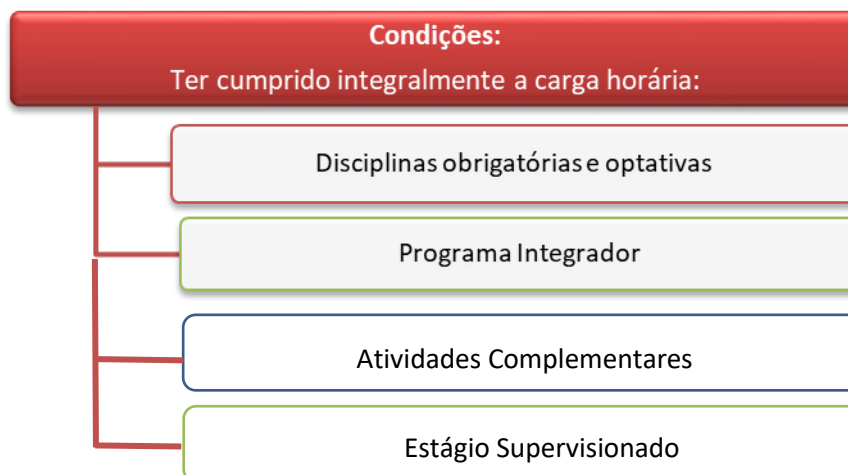 Condições:
Ter cumprido integralmente a carga horária:
Disciplinas obrigatórias e optativas
Programa Integrador
Atividades Complementares
Estágio Supervisionado